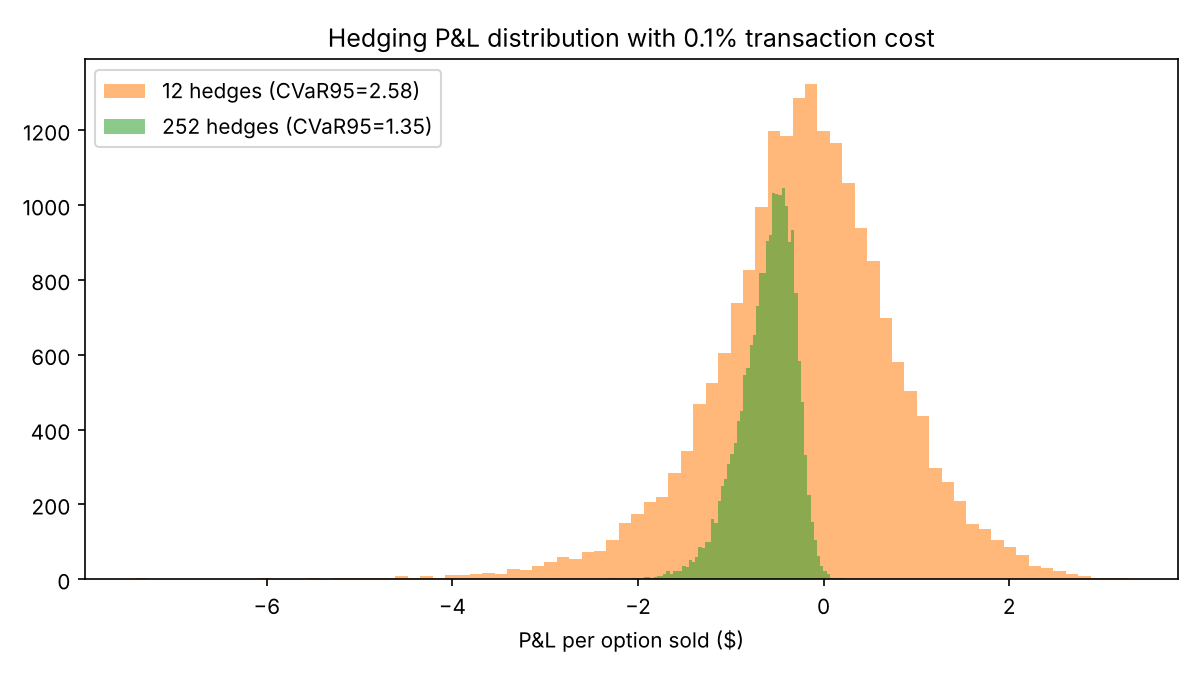 Hedging P&L distribution with 0.1% transaction cost
12 hedges (CVaR95=2.58)
252 hedges (CVaR95=1.35)
1200
1000
800
600
400
200
0
−6 −4 −2 0 2
P&L per option sold ($)